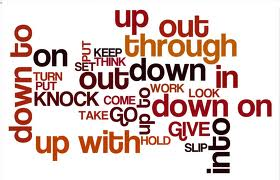 up out
down to
on
PUT
KEEP
through
TURN
SET
THINK
PUT
out
down
in
KNOCK
COME
WORK
LOOK
up to
down on
TAKE
GO
GIVE
up with
HOLD
SLIP
into